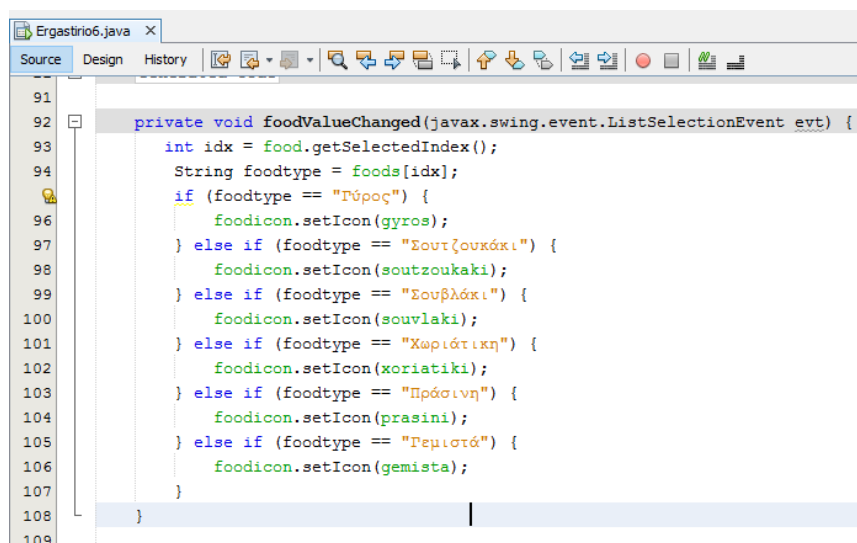 Ergastirio6.java
Source Design History
91
92 private void foodValueChanged(javax.swing.event.ListSelectionEvent evt) {
93 int idx = food.getSelectedIndex();
94 String foodtype = foods[idx];
if (foodtype == "Γύρος") {
96 foodicon.setIcon(gyros);
97 } else if (foodtype == "Σουτζουκάκι") {
98 foodicon.setIcon(soutzoukaki);
99 } else if (foodtype == "Σουβλάκι") {
100 foodicon.setIcon(souvlaki);
101 } else if (foodtype == "Χωριάτικη") {
102 foodicon.setIcon(xoriatiki);
103 } else if (foodtype == "Πράσινη") {
104 foodicon.setIcon(prasini);
105 } else if (foodtype == "Γεμιστά") {
106 foodicon.setIcon(gemista);
107 }
108 }
109